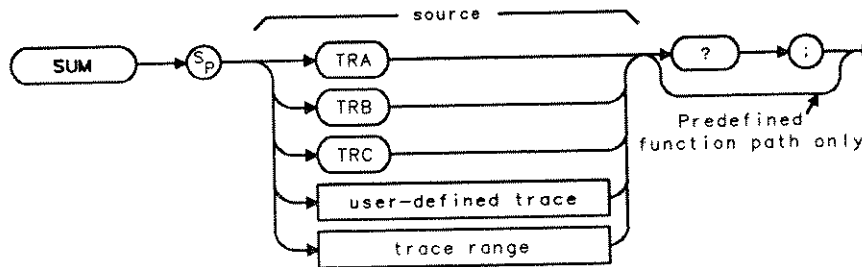 source
SUM
SP
TRA
?
;
TRB
TRC
Predefined
function path only
user-defined trace
trace range